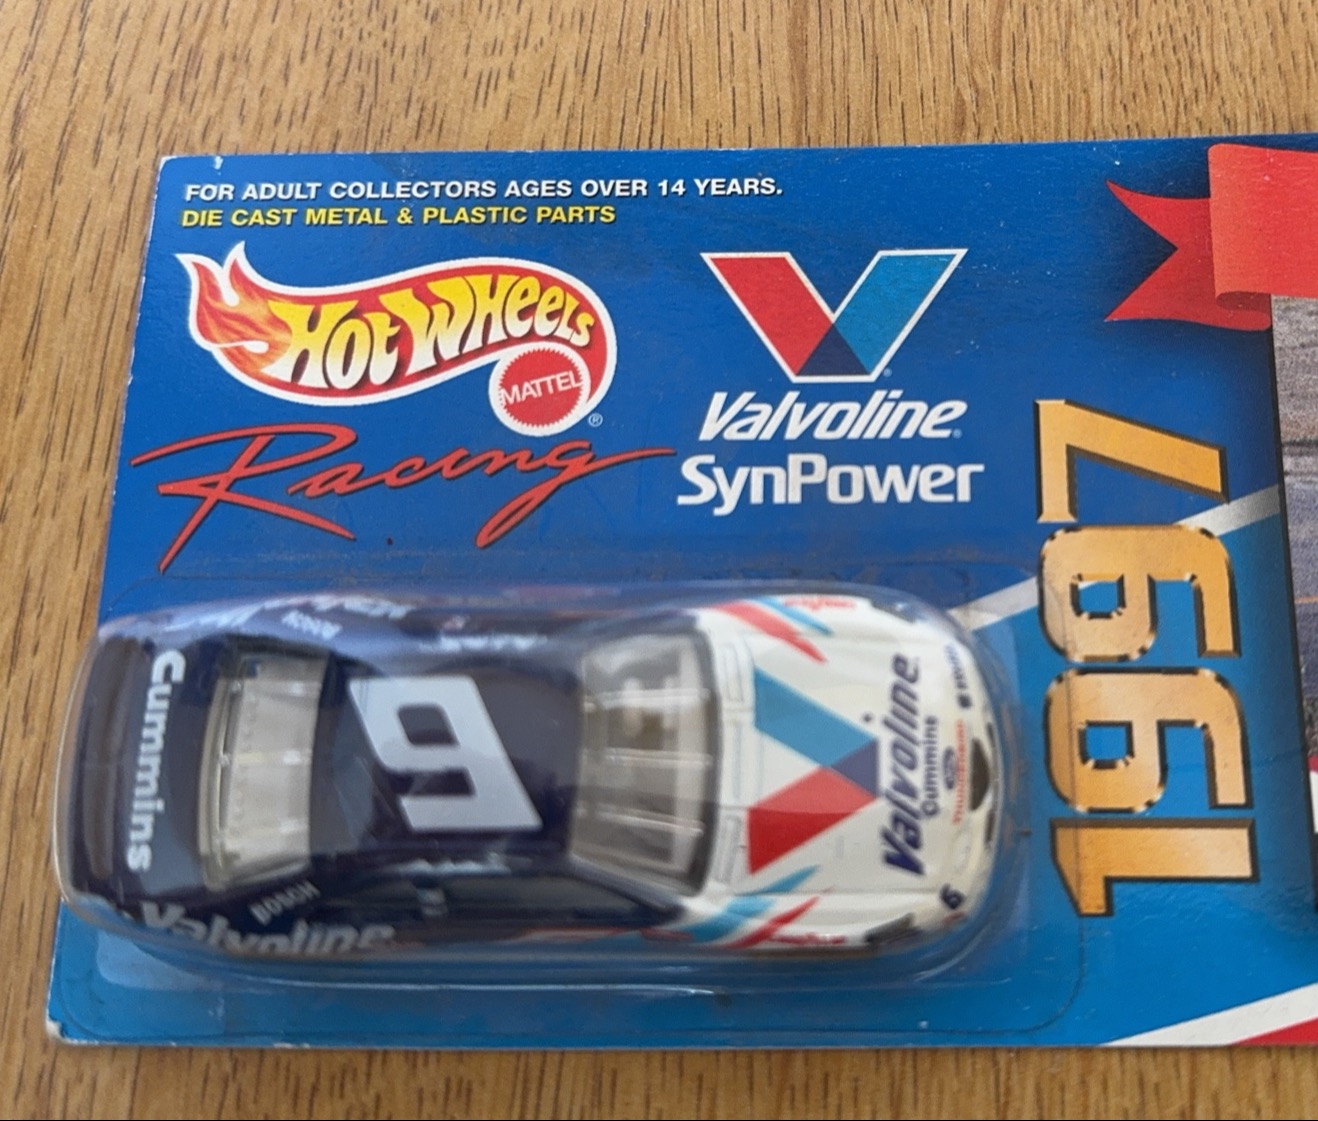 FOR ADULT COLLECTORS AGES OVER 14 YEARS.
DIE CAST METAL & PLASTIC PARTS
HOT WHEELS
MATTEL
®
Racing
Valvoline
SynPower
1997
Cummins
BOSCH
Valvoline
6
Valvoline
Cummins
6